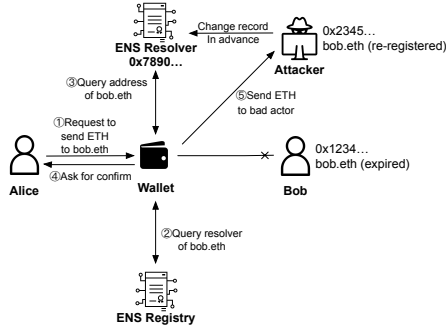 ENS Resolver
0x7890…
Change record
In advance
Attacker
0x2345…
bob.eth (re-registered)
③Query address
of bob.eth
⑤Send ETH
to bad actor
①Request to
send ETH
to bob.eth
④Ask for confirm
Alice
Wallet
Bob
0x1234…
bob.eth (expired)
②Query resolver
of bob.eth
ENS Registry